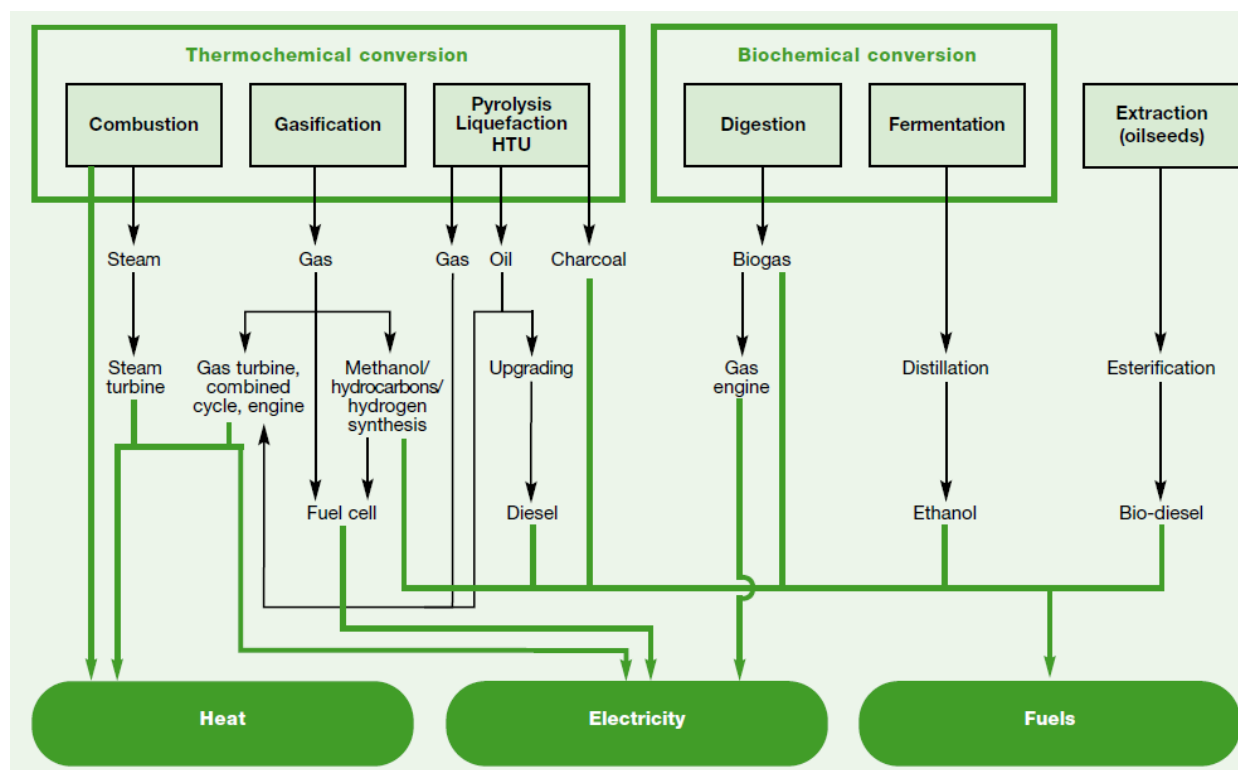 Thermochemical conversion
Biochemical conversion
Combustion
Gasification
Pyrolysis
Liquefaction
HTU
Digestion
Fermentation
Extraction
(oilseeds)
Steam
Gas
Gas
Oil
Charcoal
Biogas
Steam
turbine
Gas turbine,
combined
cycle, engine
Methanol/
hydrocarbons/
hydrogen
synthesis
Upgrading
Gas
engine
Distillation
Esterification
Fuel cell
Diesel
Ethanol
Bio-diesel
Heat
Electricity
Fuels